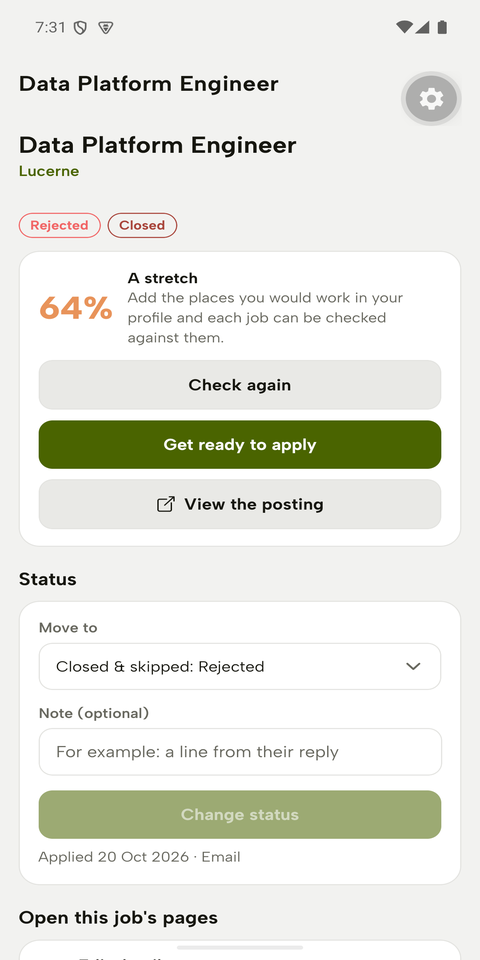 7:31
Data Platform Engineer
Data Platform Engineer
Lucerne
Rejected
Closed
64%
A stretch
Add the places you would work in your
profile and each job can be checked
against them.
Check again
Get ready to apply
View the posting
Status
Move to
Closed & skipped: Rejected
Note (optional)
For example: a line from their reply
Change status
Applied 20 Oct 2026 · Email
Open this job's pages